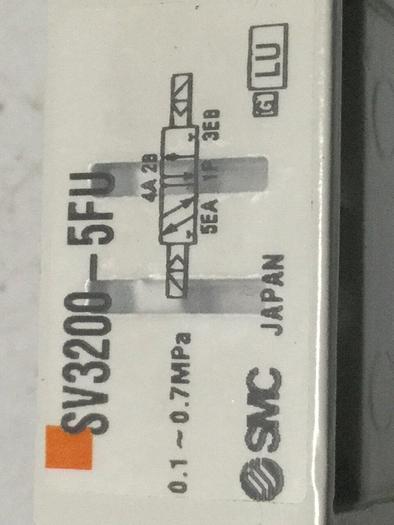 SV3200-5FU
4A 2B
5EA 1P 3EB
0.1~0.7MPa
SMC JAPAN
G LU